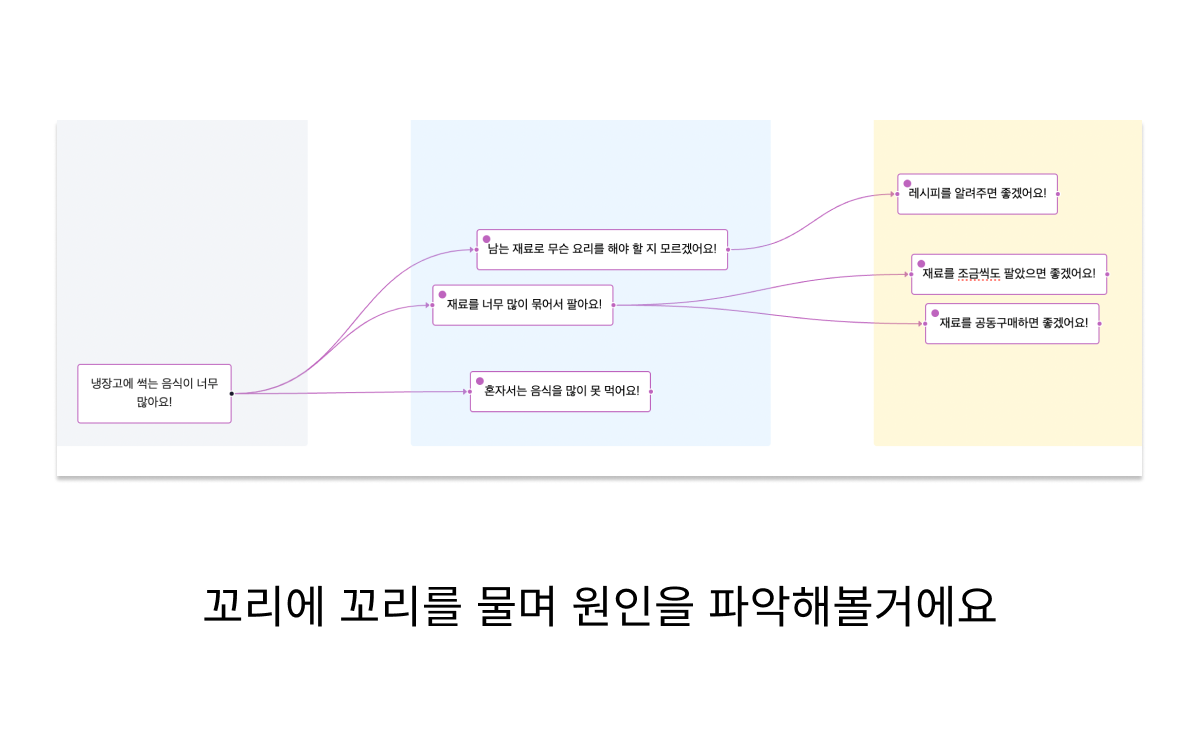 레시피를 알려주면 좋겠어요!
남는 재료로 무슨 요리를 해야 할 지 모르겠어요!
재료를 조금씩도 팔았으면 좋겠어요!
재료를 너무 많이 묶어서 팔아요!
재료를 공동구매하면 좋겠어요!
냉장고에 썩는 음식이 너무
많아요!
혼자서는 음식을 많이 못 먹어요!
꼬리에 꼬리를 물며 원인을 파악해볼거에요